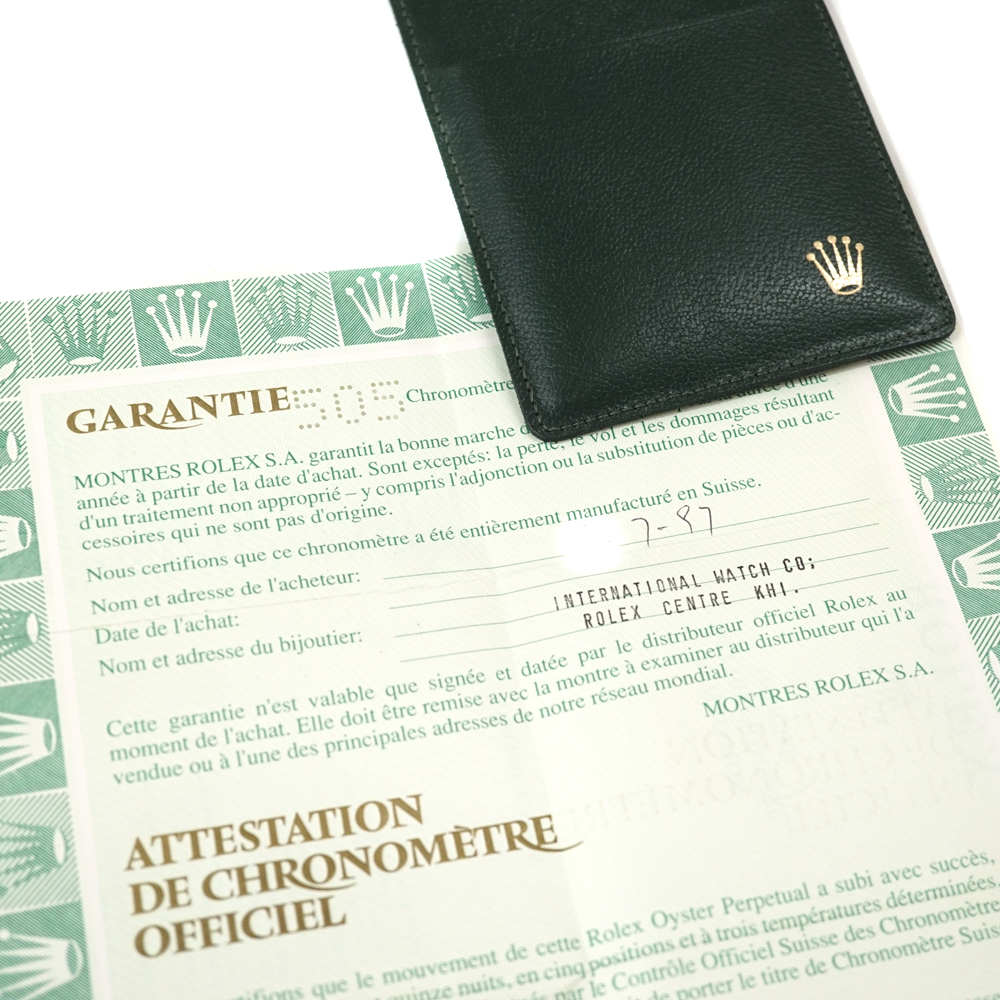 GARANTIE 505 Chronomètre
MONTRES ROLEX S.A. garantit la bonne marche d'une
année à partir de la date d'achat. Sont exceptés: la perte, le vol et les dommages résultant
d'un traitement non approprié – y compris l'adjonction ou la substitution de pièces ou d'ac-
cessoires qui ne sont pas d'origine.
Nous certifions que ce chronomètre a été entièrement manufacturé en Suisse.
Nom et adresse de l'acheteur:
Date de l'achat: 7-87
Nom et adresse du bijoutier: INTERNATIONAL WATCH CO;
ROLEX CENTRE KHI.
Cette garantie n'est valable que signée et datée par le distributeur officiel Rolex au
moment de l'achat. Elle doit être remise avec la montre à examiner au distributeur qui l'a
vendue ou à l'une des principales adresses de notre réseau mondial.
MONTRES ROLEX S.A.
ATTESTATION
DE CHRONOMÈTRE
OFFICIEL
que le mouvement de cette Rolex Oyster Perpetual a subi avec succès,
quinze nuits, en cinq positions et à trois températures déterminées,
par le Contrôle Officiel Suisse des Chronomètre
de porter le titre de Chronomètre Suis